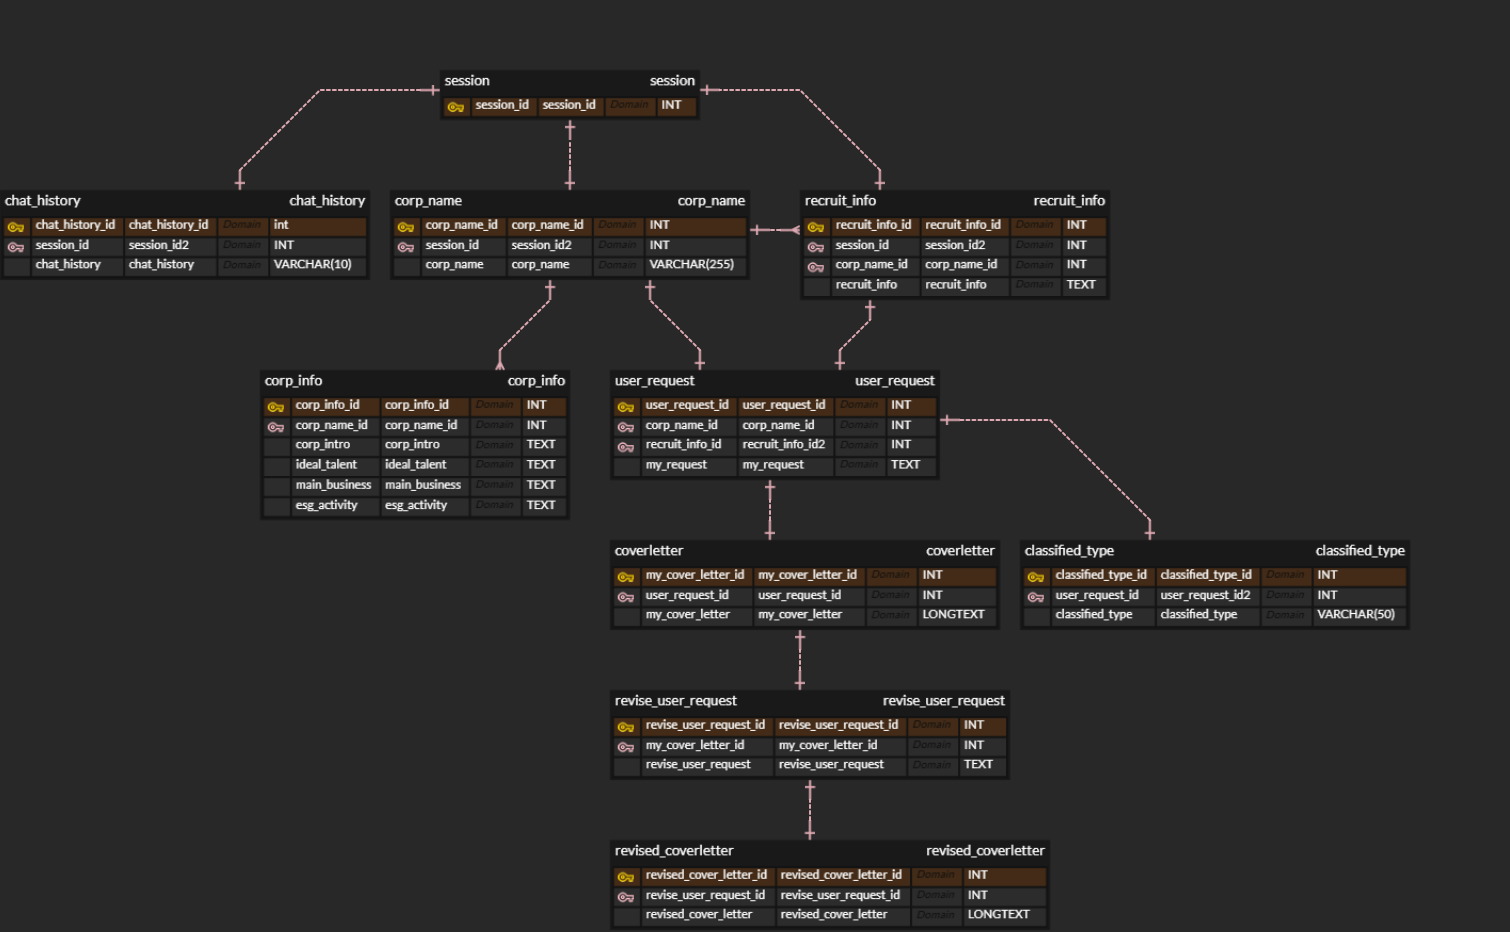 session session
session_id session_id Domain INT
chat_history chat_history
chat_history_id chat_history_id Domain int
session_id session_id2 Domain INT
chat_history chat_history Domain VARCHAR(10)
corp_name corp_name
corp_name_id corp_name_id Domain INT
session_id session_id2 Domain INT
corp_name corp_name Domain VARCHAR(255)
recruit_info recruit_info
recruit_info_id recruit_info_id Domain INT
session_id session_id2 Domain INT
corp_name_id corp_name_id Domain INT
recruit_info recruit_info Domain TEXT
corp_info corp_info
corp_info_id corp_info_id Domain INT
corp_name_id corp_name_id Domain INT
corp_intro corp_intro Domain TEXT
ideal_talent ideal_talent Domain TEXT
main_business main_business Domain TEXT
esg_activity esg_activity Domain TEXT
user_request user_request
user_request_id user_request_id Domain INT
corp_name_id corp_name_id Domain INT
recruit_info_id recruit_info_id2 Domain INT
my_request my_request Domain TEXT
coverletter coverletter
my_cover_letter_id my_cover_letter_id Domain INT
user_request_id user_request_id Domain INT
my_cover_letter my_cover_letter Domain LONGTEXT
classified_type classified_type
classified_type_id classified_type_id Domain INT
user_request_id user_request_id2 Domain INT
classified_type classified_type Domain VARCHAR(50)
revise_user_request revise_user_request
revise_user_request_id revise_user_request_id Domain INT
my_cover_letter_id my_cover_letter_id Domain INT
revise_user_request revise_user_request Domain TEXT
revised_coverletter revised_coverletter
revised_cover_letter_id revised_cover_letter_id Domain INT
revise_user_request_id revise_user_request_id Domain INT
revised_cover_letter revised_cover_letter Domain LONGTEXT